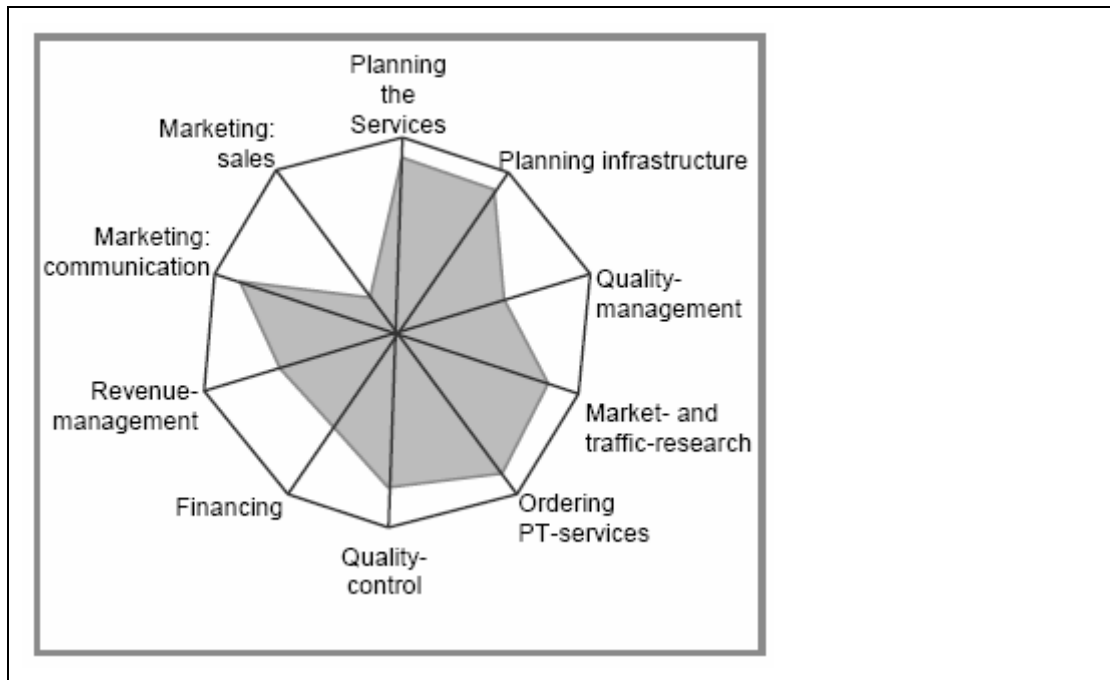 Planning
the
Services
Planning infrastructure
Quality-
management
Market- and
traffic-research
Ordering
PT-services
Quality-
control
Financing
Revenue-
management
Marketing:
communication
Marketing:
sales